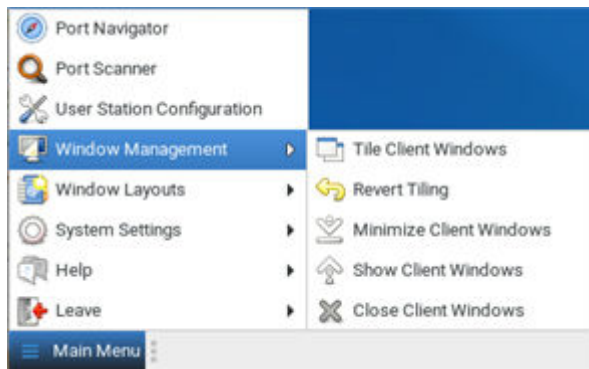 Port Navigator
Port Scanner
User Station Configuration
Window Management
Window Layouts
System Settings
Help
Leave
Main Menu
Tile Client Windows
Revert Tiling
Minimize Client Windows
Show Client Windows
Close Client Windows